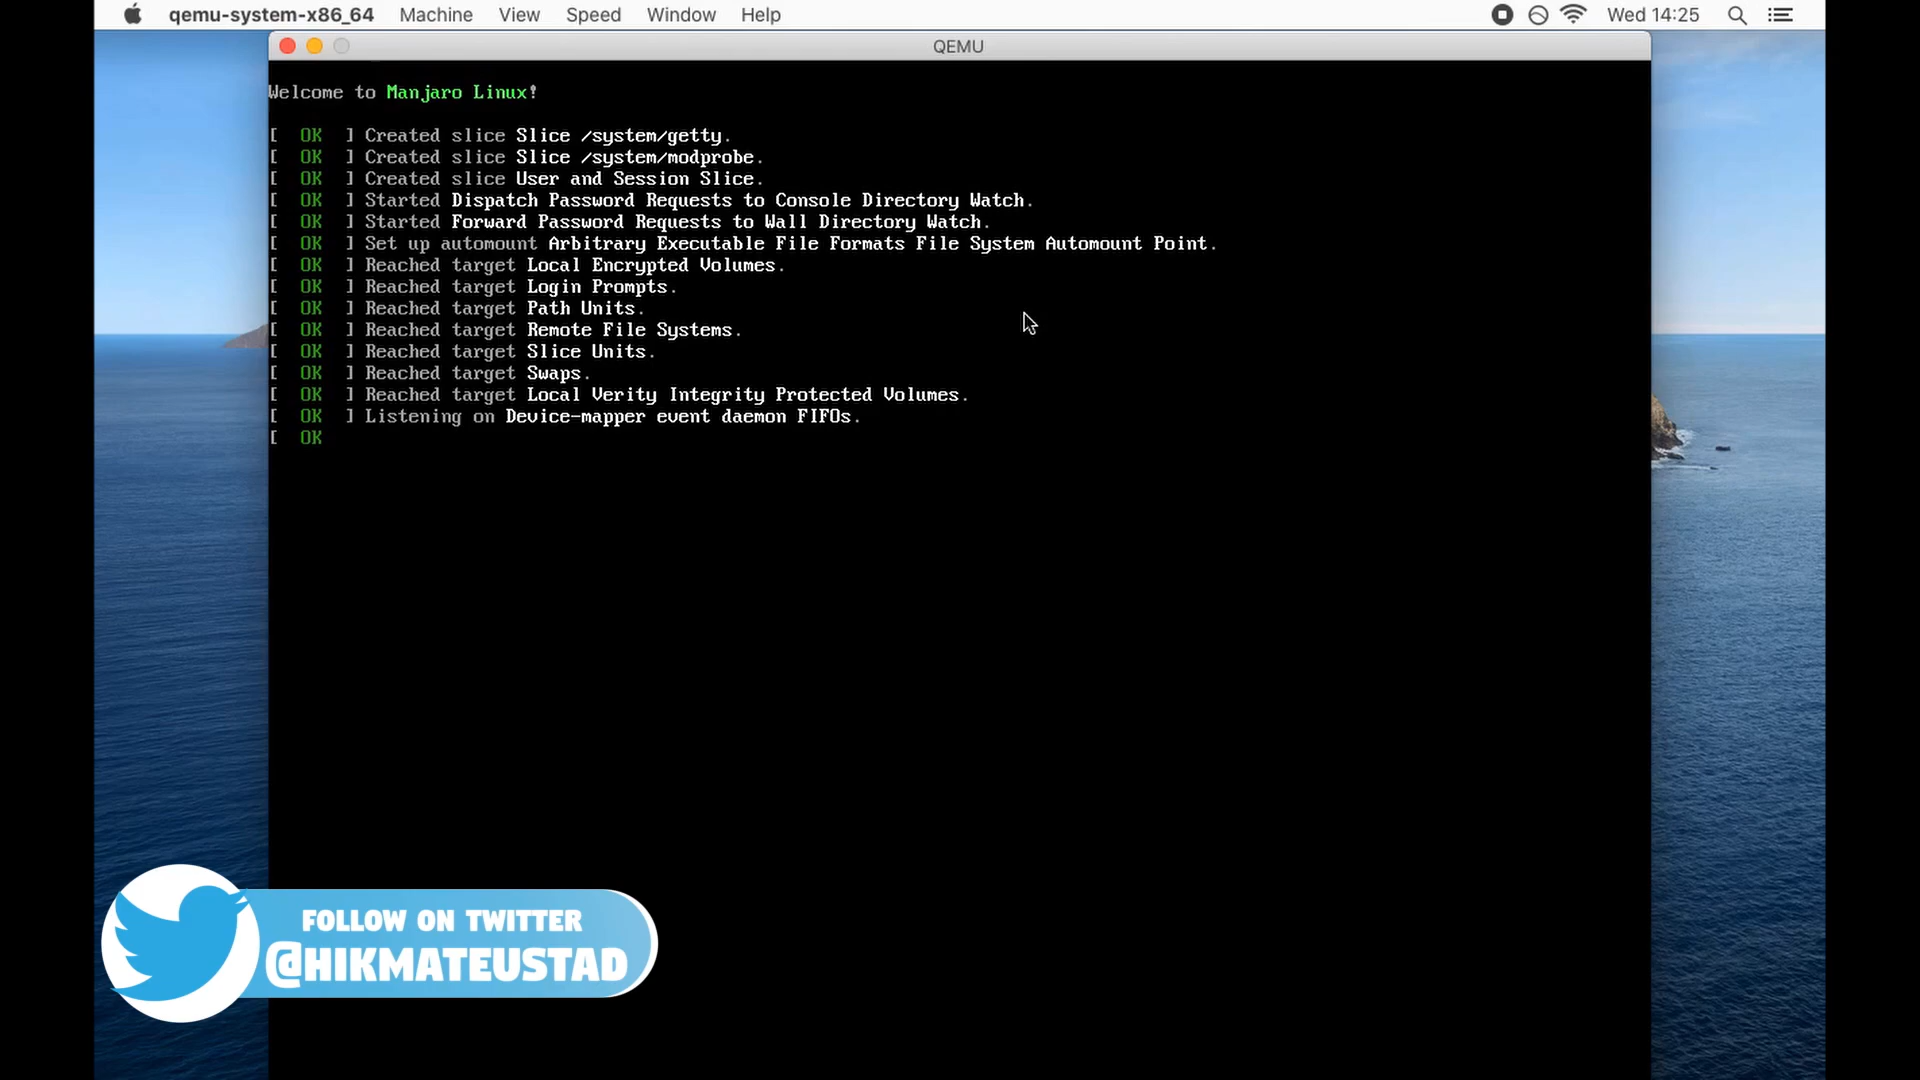 qemu-system-x86_64 Machine View Speed Window Help Wed 14:25
QEMU
Welcome to Manjaro Linux!
[ OK ] Created slice Slice /system/getty.
[ OK ] Created slice Slice /system/modprobe.
[ OK ] Created slice User and Session Slice.
[ OK ] Started Dispatch Password Requests to Console Directory Watch.
[ OK ] Started Forward Password Requests to Wall Directory Watch.
[ OK ] Set up automount Arbitrary Executable File Formats File System Automount Point.
[ OK ] Reached target Local Encrypted Volumes.
[ OK ] Reached target Login Prompts.
[ OK ] Reached target Path Units.
[ OK ] Reached target Remote File Systems.
[ OK ] Reached target Slice Units.
[ OK ] Reached target Swaps.
[ OK ] Reached target Local Verity Integrity Protected Volumes.
[ OK ] Listening on Device-mapper event daemon FIFOs.
[ OK
FOLLOW ON TWITTER
@HIKMATEUSTAD